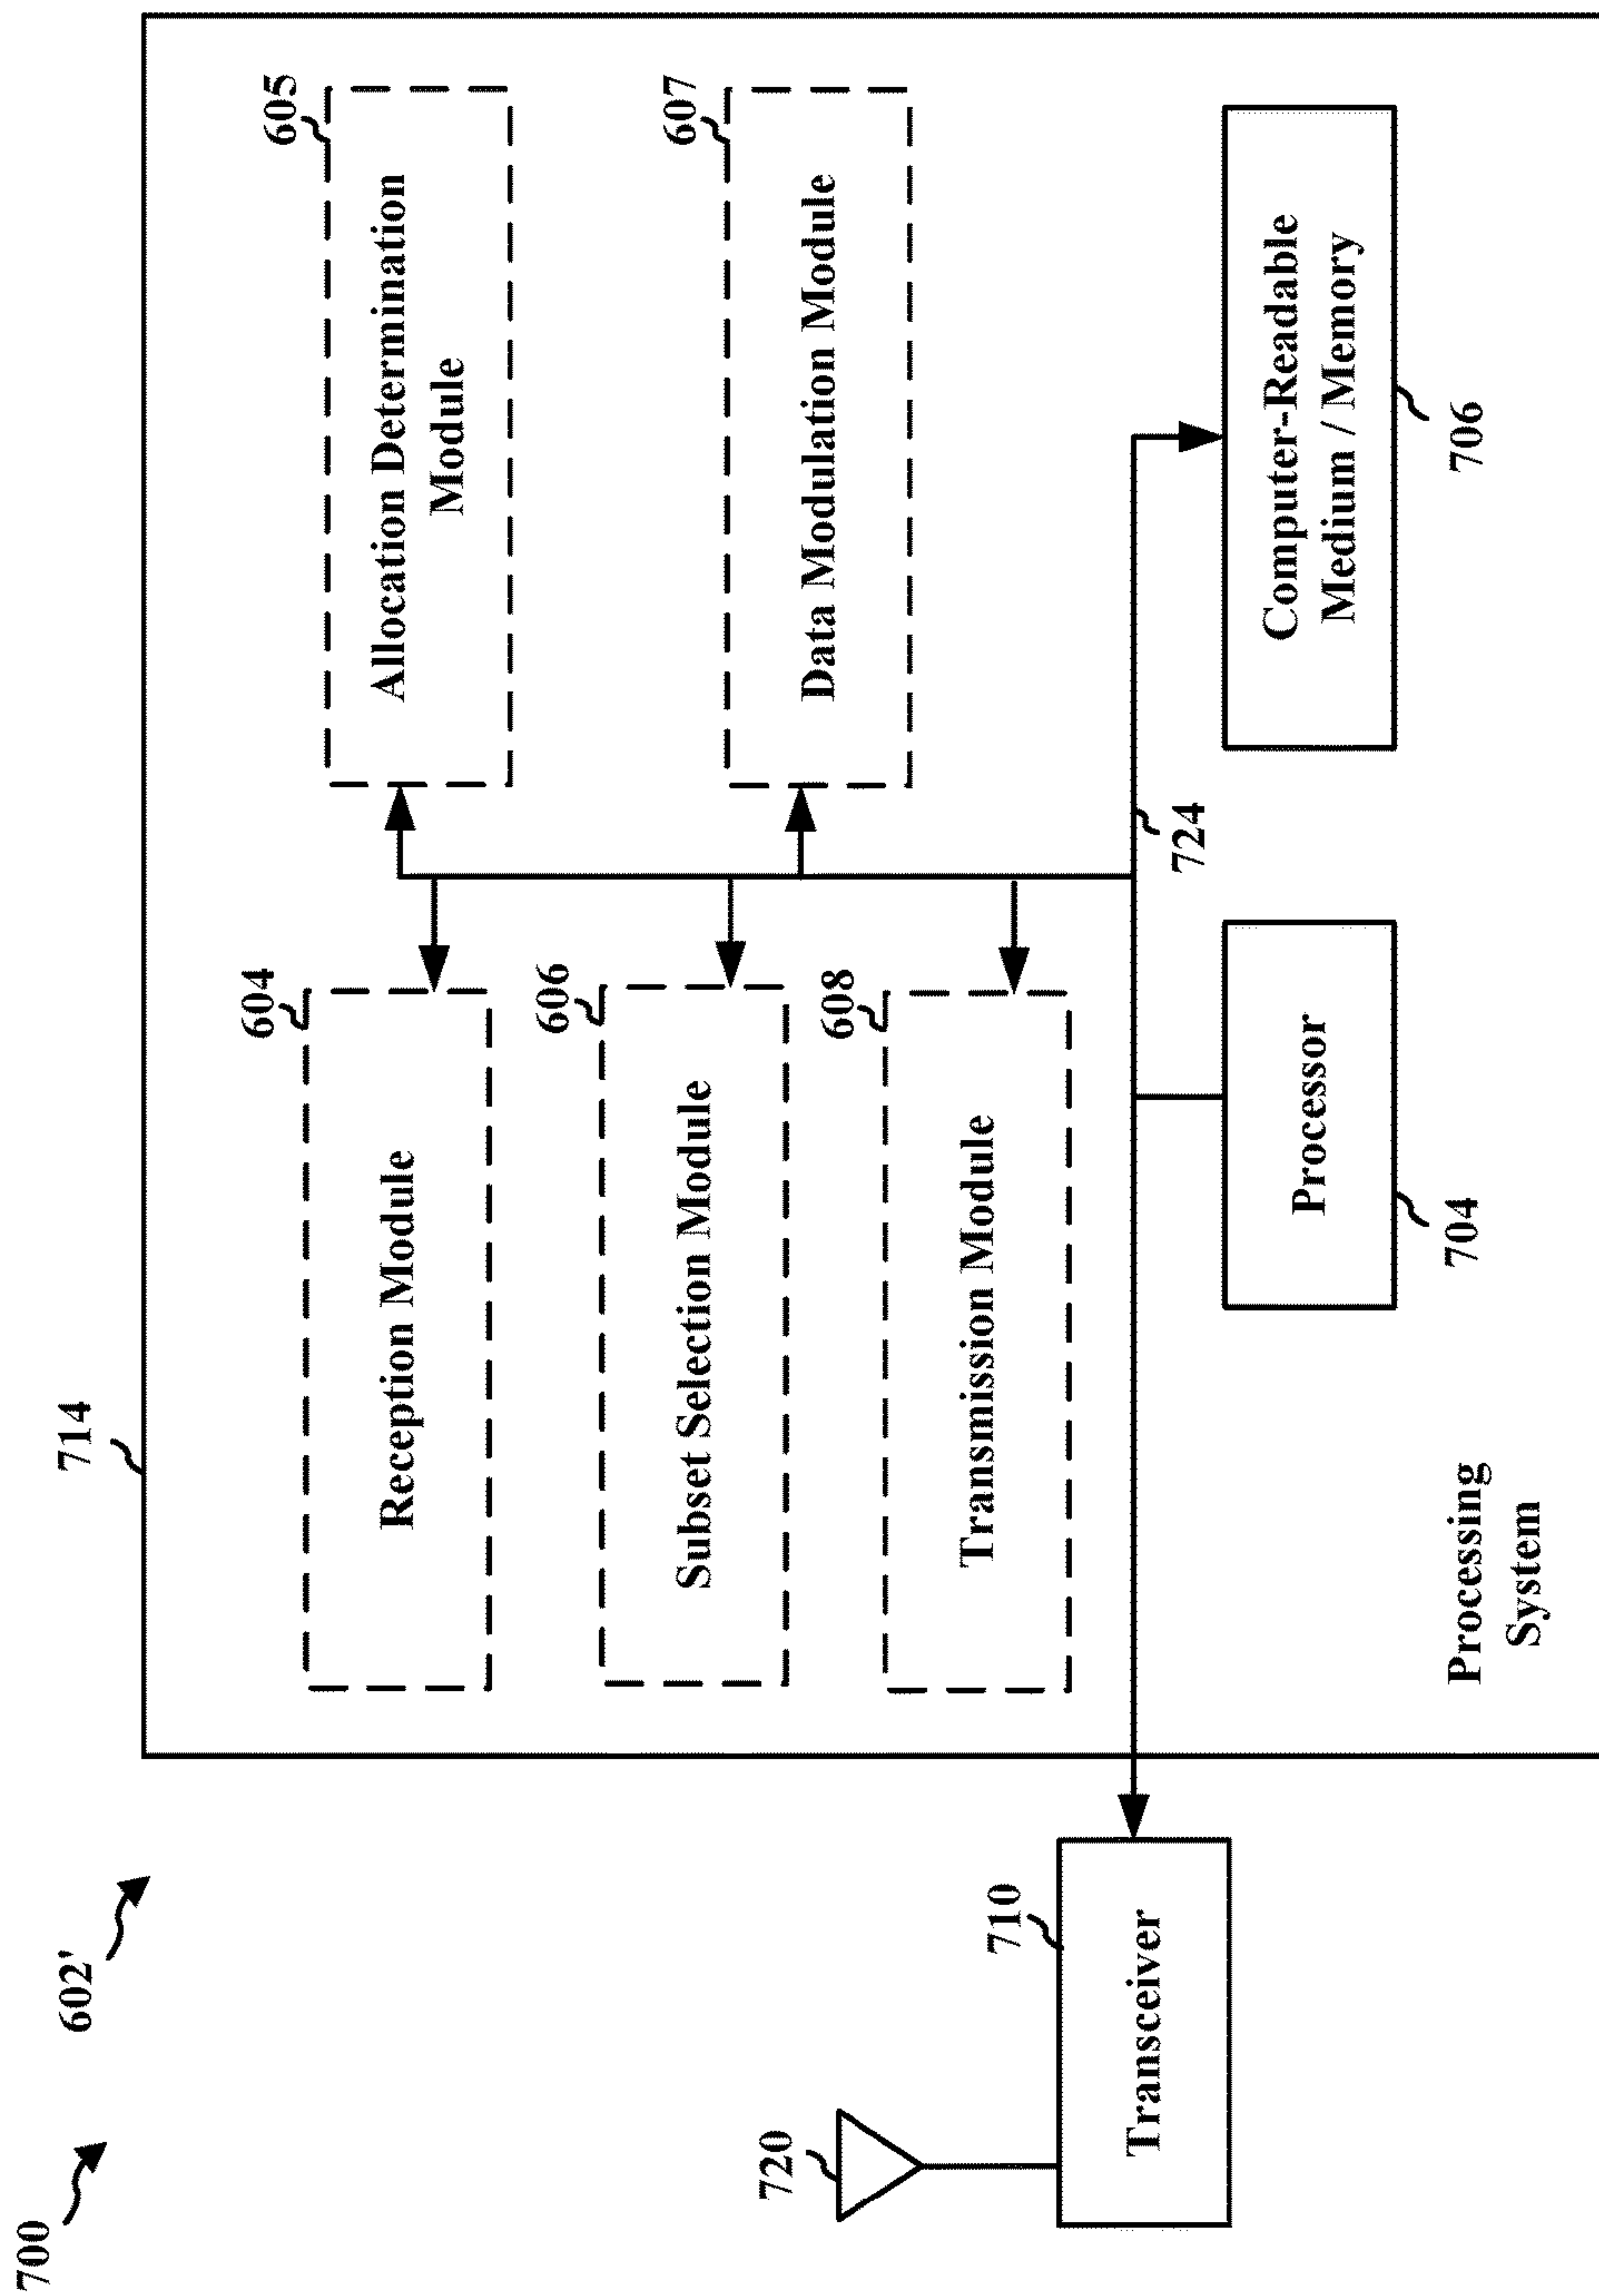 700
602'
714
604
Reception Module
605
Allocation Determination
Module
606
Subset Selection Module
607
Data Modulation Module
608
Transmission Module
720
710
Transceiver
724
Processor
704
Computer-Readable
Medium / Memory
706
Processing
System